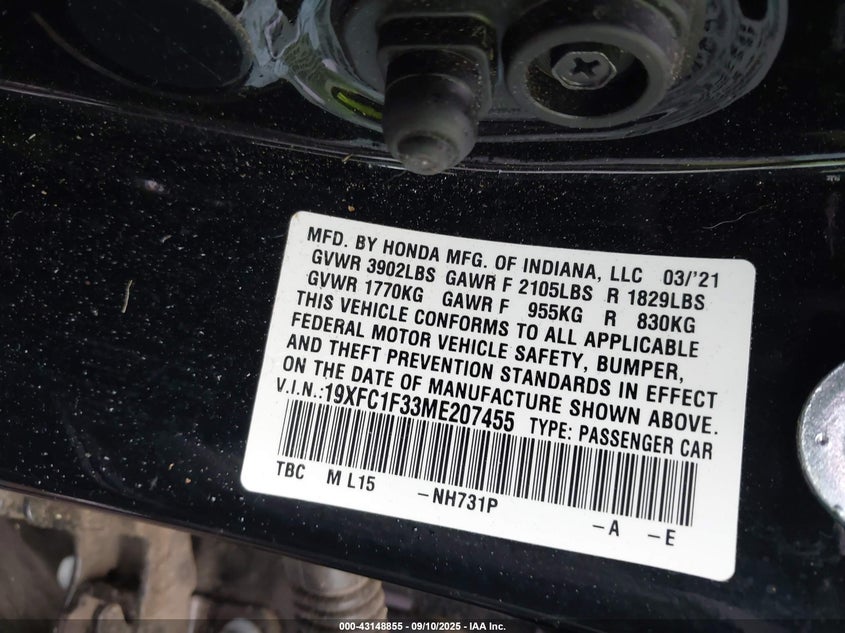 MFD. BY HONDA MFG. OF INDIANA, LLC 03/'21
GVWR 3902LBS GAWR F 2105LBS R 1829LBS
GVWR 1770KG GAWR F 955KG R 830KG
THIS VEHICLE CONFORMS TO ALL APPLICABLE
FEDERAL MOTOR VEHICLE SAFETY, BUMPER,
AND THEFT PREVENTION STANDARDS IN EFFECT
ON THE DATE OF MANUFACTURE SHOWN ABOVE.
V.I.N.:19XFC1F33ME207455 TYPE: PASSENGER CAR
TBC M L15 -NH731P -A -E
000-43148855 - 09/10/2025 - IAA Inc.